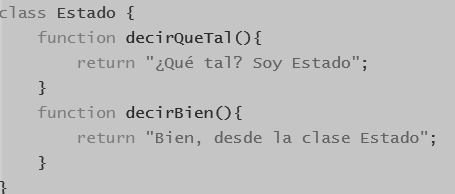 class Estado {
function decirQueTal(){
return "¿Qué tal? Soy Estado";
}
function decirBien(){
return "Bien, desde la clase Estado";
}
}